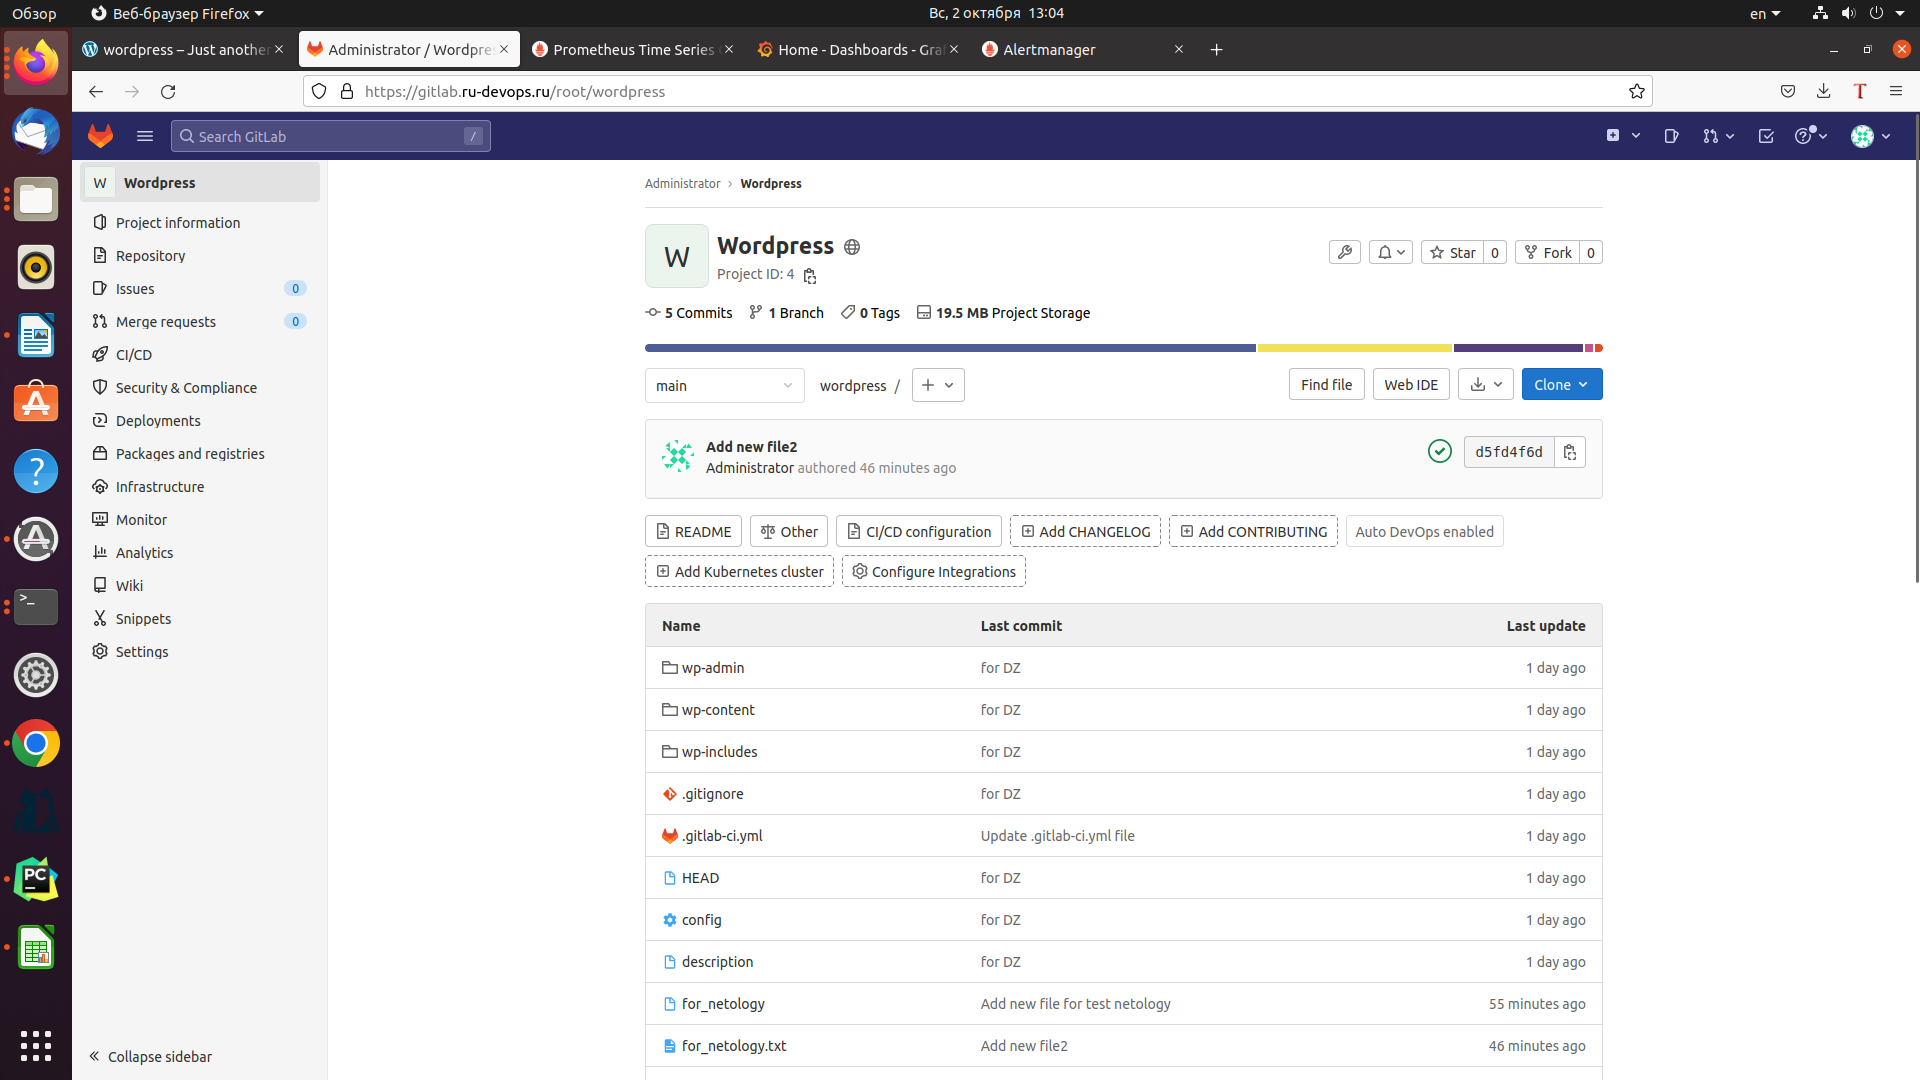 Обзор
Веб-браузер Firefox
Вс, 2 октября 13:04
en
wordpress – Just another
Administrator / Wordpres
Prometheus Time Series
Home - Dashboards - Gra
Alertmanager
https://gitlab.ru-devops.ru/root/wordpress
Search GitLab
/
W Wordpress
Project information
Repository
Issues 0
Merge requests 0
CI/CD
Security & Compliance
Deployments
Packages and registries
Infrastructure
Monitor
Analytics
Wiki
Snippets
Settings
Collapse sidebar
Administrator › Wordpress
W
Wordpress
Project ID: 4
Star 0
Fork 0
5 Commits 1 Branch 0 Tags 19.5 MB Project Storage
main
wordpress /
Find file
Web IDE
Clone
Add new file2
Administrator authored 46 minutes ago
d5fd4f6d
README
Other
CI/CD configuration
Add CHANGELOG
Add CONTRIBUTING
Auto DevOps enabled
Add Kubernetes cluster
Configure Integrations
Name Last commit Last update
wp-admin for DZ 1 day ago
wp-content for DZ 1 day ago
wp-includes for DZ 1 day ago
.gitignore for DZ 1 day ago
.gitlab-ci.yml Update .gitlab-ci.yml file 1 day ago
HEAD for DZ 1 day ago
config for DZ 1 day ago
description for DZ 1 day ago
for_netology Add new file for test netology 55 minutes ago
for_netology.txt Add new file2 46 minutes ago
PC